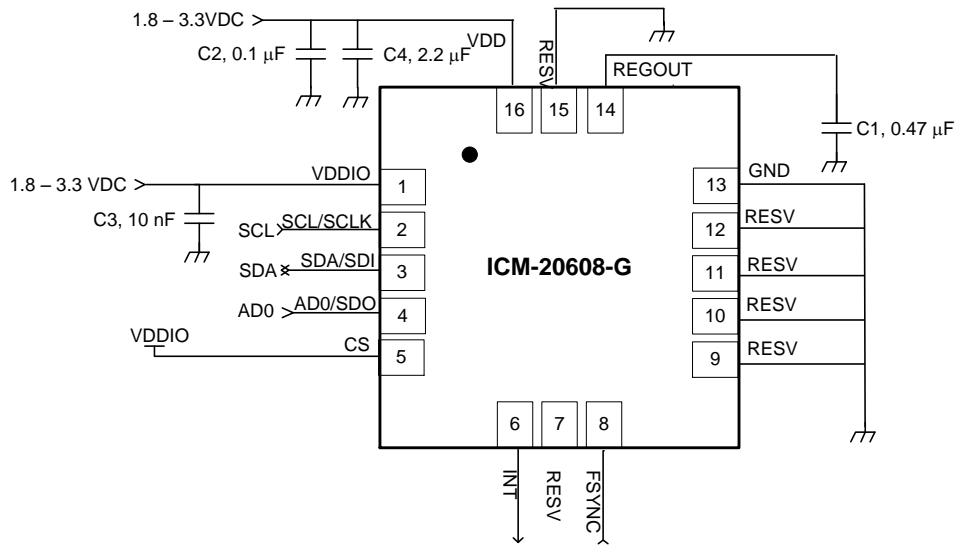 1.8 – 3.3VDC
VDD
C2, 0.1 μF
C4, 2.2 μF
RESV
REGOUT
C1, 0.47 μF
16
15
14
1.8 – 3.3 VDC
VDDIO
C3, 10 nF
SCL
SCL/SCLK
SDA
SDA/SDI
AD0
AD0/SDO
VDDIO
CS
1
2
3
4
5
ICM-20608-G
13
12
11
10
9
GND
RESV
RESV
RESV
RESV
6
7
8
INT
RESV
FSYNC